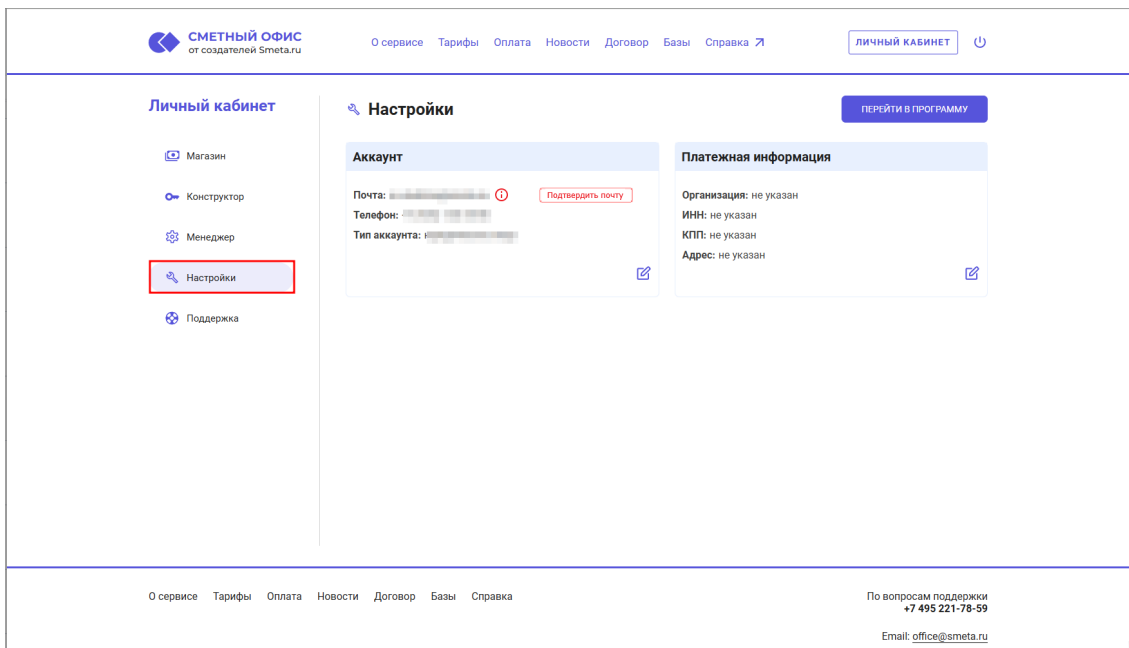 СМЕТНЫЙ ОФИС
от создателей Smeta.ru
О сервисе Тарифы Оплата Новости Договор Базы Справка
ЛИЧНЫЙ КАБИНЕТ
Личный кабинет
Магазин
Конструктор
Менеджер
Настройки
Поддержка
Настройки
ПЕРЕЙТИ В ПРОГРАММУ
Аккаунт
Почта:
Подтвердить почту
Телефон:
Тип аккаунта:
Платежная информация
Организация: не указан
ИНН: не указан
КПП: не указан
Адрес: не указан
О сервисе Тарифы Оплата Новости Договор Базы Справка
По вопросам поддержки
+7 495 221-78-59
Email: office@smeta.ru